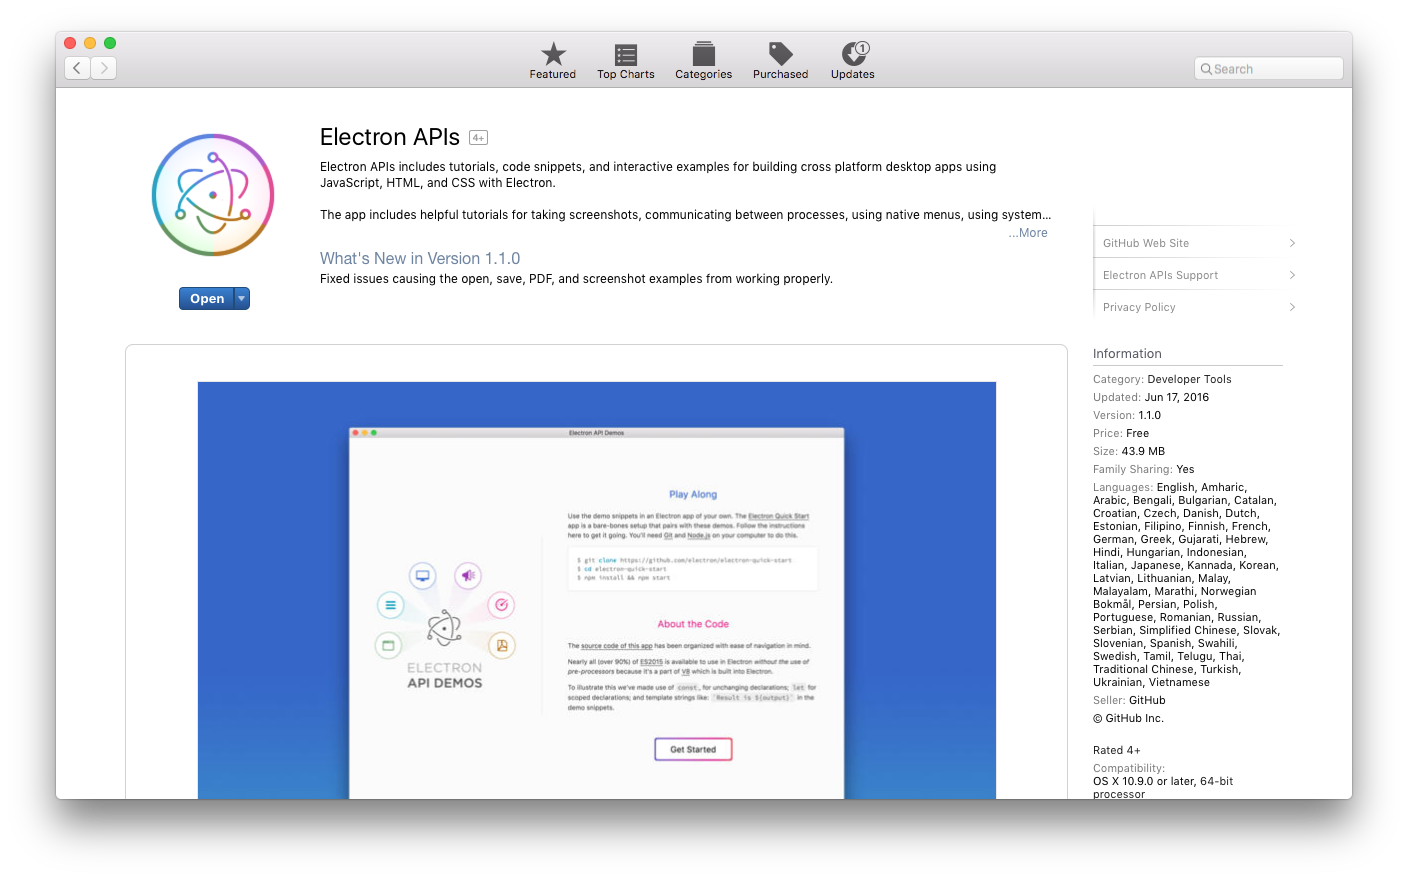 Featured
Top Charts
Categories
Purchased
Updates
1
Search
Electron APIs 4+
Electron APIs includes tutorials, code snippets, and interactive examples for building cross platform desktop apps using
JavaScript, HTML, and CSS with Electron.
The app includes helpful tutorials for taking screenshots, communicating between processes, using native menus, using system...
...More
What's New in Version 1.1.0
Fixed issues causing the open, save, PDF, and screenshot examples from working properly.
Open
GitHub Web Site
Electron APIs Support
Privacy Policy
Electron API Demos
ELECTRON
API DEMOS
Play Along
Use the demo snippets in an Electron app of your own. The Electron Quick Start
app is a bare-bones setup that pairs with these demos. Follow the instructions
here to get it going. You'll need Git and Node.js on your computer to do this.
$ git clone https://github.com/electron/electron-quick-start
$ cd electron-quick-start
$ npm install && npm start
About the Code
The source code of this app has been organized with ease of navigation in mind.
Nearly all (over 90%) of ES2015 is available to use in Electron without the use of
pre-processors because it's a part of V8 which is built into Electron.
To illustrate this we've made use of const, for unchanging declarations; let for
scoped declarations; and template strings like: `Result is ${output}` in the
demo snippets.
Get Started
Information
Category: Developer Tools
Updated: Jun 17, 2016
Version: 1.1.0
Price: Free
Size: 43.9 MB
Family Sharing: Yes
Languages: English, Amharic,
Arabic, Bengali, Bulgarian, Catalan,
Croatian, Czech, Danish, Dutch,
Estonian, Filipino, Finnish, French,
German, Greek, Gujarati, Hebrew,
Hindi, Hungarian, Indonesian,
Italian, Japanese, Kannada, Korean,
Latvian, Lithuanian, Malay,
Malayalam, Marathi, Norwegian
Bokmål, Persian, Polish,
Portuguese, Romanian, Russian,
Serbian, Simplified Chinese, Slovak,
Slovenian, Spanish, Swahili,
Swedish, Tamil, Telugu, Thai,
Traditional Chinese, Turkish,
Ukrainian, Vietnamese
Seller: GitHub
© GitHub Inc.
Rated 4+
Compatibility:
OS X 10.9.0 or later, 64-bit
processor